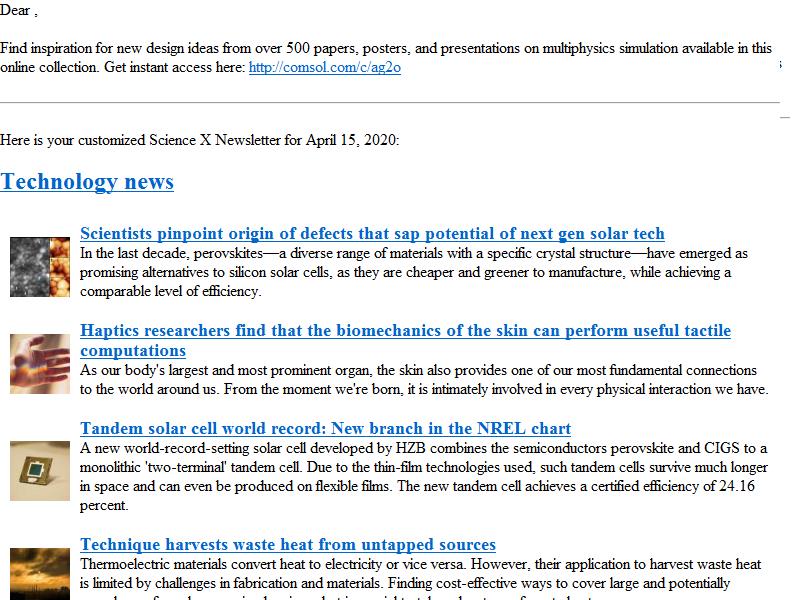 Dear ,
Find inspiration for new design ideas from over 500 papers, posters, and presentations on multiphysics simulation available in this
online collection. Get instant access here: http://comsol.com/c/ag2o
Here is your customized Science X Newsletter for April 15, 2020:
Technology news
Scientists pinpoint origin of defects that sap potential of next gen solar tech
In the last decade, perovskites—a diverse range of materials with a specific crystal structure—have emerged as
promising alternatives to silicon solar cells, as they are cheaper and greener to manufacture, while achieving a
comparable level of efficiency.
Haptics researchers find that the biomechanics of the skin can perform useful tactile
computations
As our body's largest and most prominent organ, the skin also provides one of our most fundamental connections
to the world around us. From the moment we're born, it is intimately involved in every physical interaction we have.
Tandem solar cell world record: New branch in the NREL chart
A new world-record-setting solar cell developed by HZB combines the semiconductors perovskite and CIGS to a
monolithic 'two-terminal' tandem cell. Due to the thin-film technologies used, such tandem cells survive much longer
in space and can even be produced on flexible films. The new tandem cell achieves a certified efficiency of 24.16
percent.
Technique harvests waste heat from untapped sources
Thermoelectric materials convert heat to electricity or vice versa. However, their application to harvest waste heat
is limited by challenges in fabrication and materials. Finding cost-effective ways to cover large and potentially